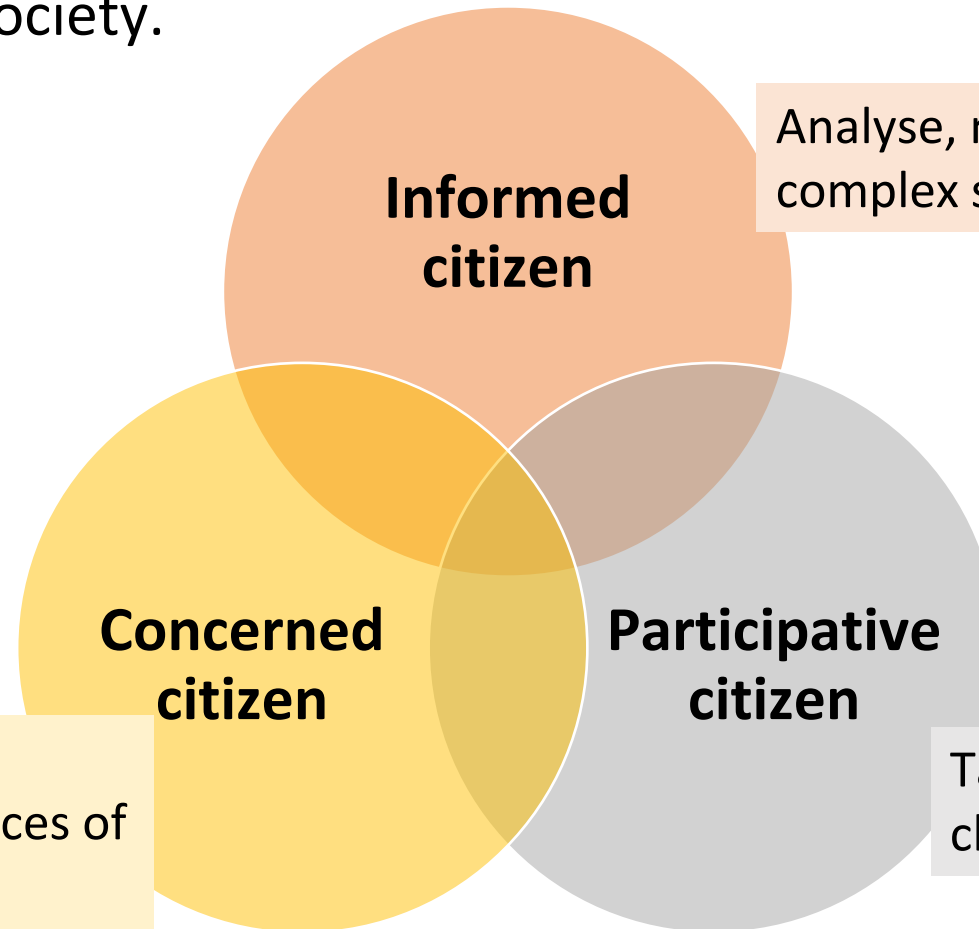 ociety.
Analyse,
complex
Informed
citizen
Concerned
citizen
Participative
citizen
ces of